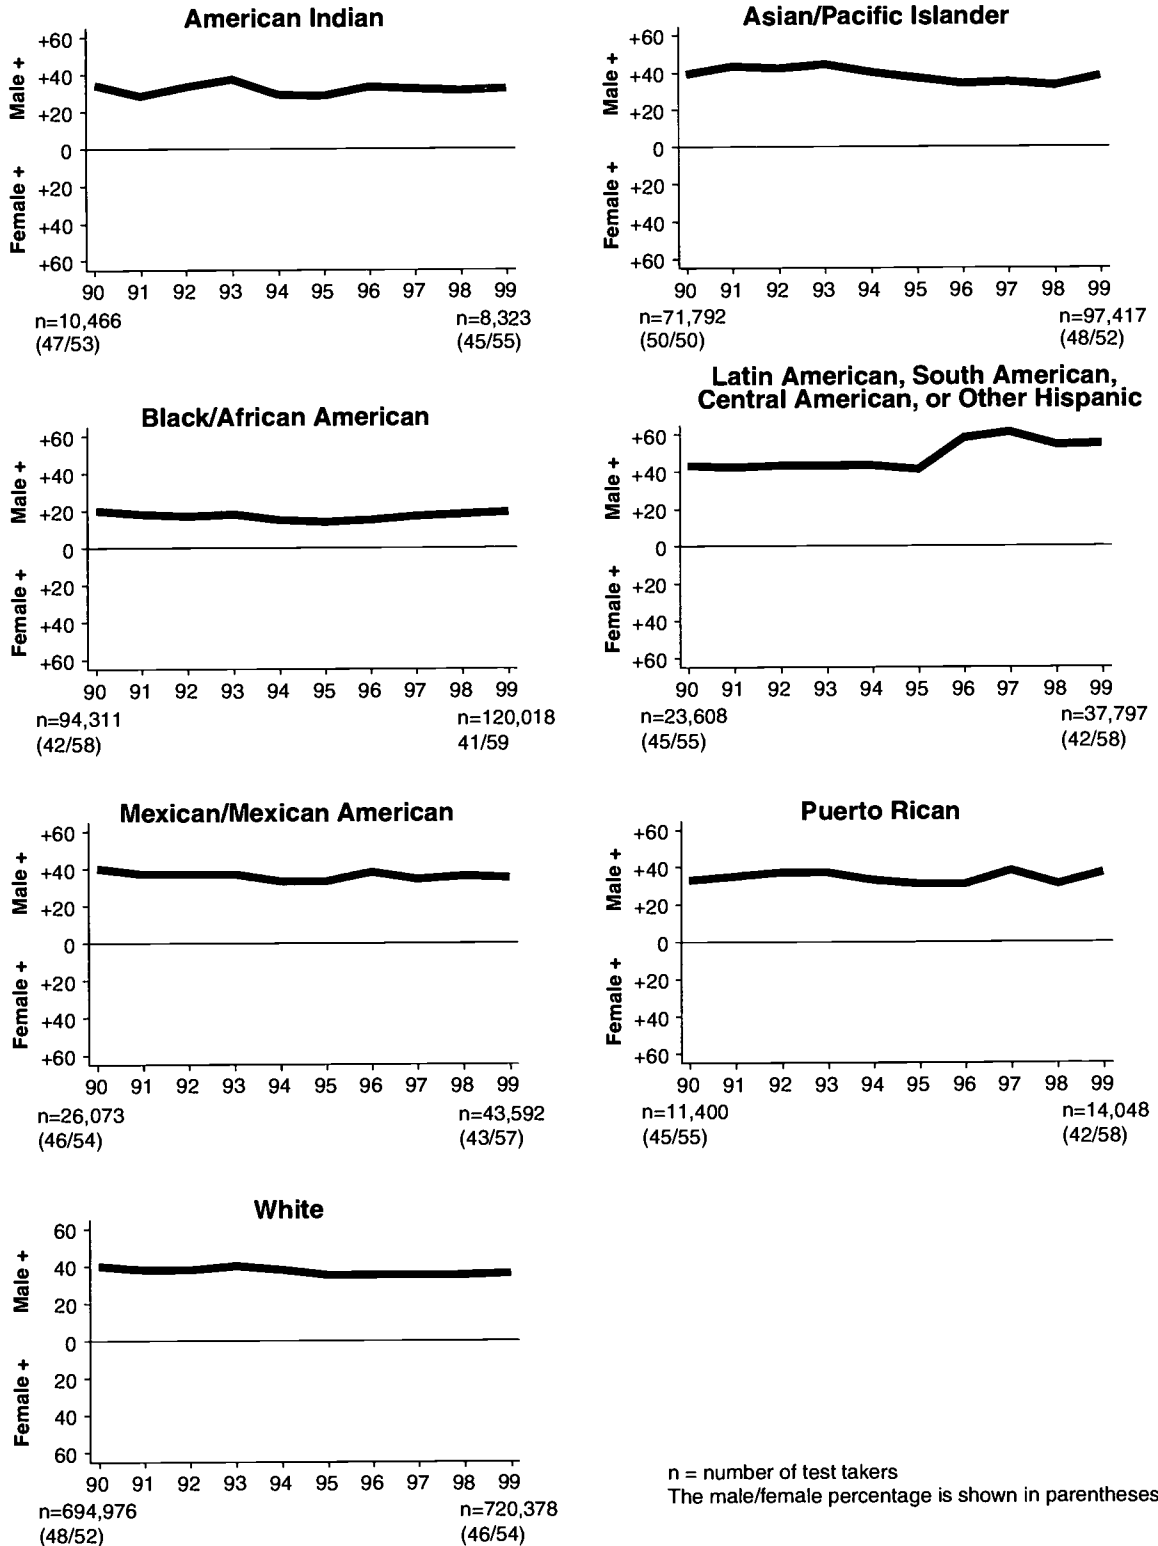 American Indian
+60
+40
+20
0
+20
+40
+60
Male +
Female +
90 91 92 93 94 95 96 97 98 99
n=10,466
(47/53)
n=8,323
(45/55)
Asian/Pacific Islander
+60
+40
+20
0
+20
+40
+60
Male +
Female +
90 91 92 93 94 95 96 97 98 99
n=71,792
(50/50)
n=97,417
(48/52)
Black/African American
+60
+40
+20
0
+20
+40
+60
Male +
Female +
90 91 92 93 94 95 96 97 98 99
n=94,311
(42/58)
n=120,018
41/59
Latin American, South American,
Central American, or Other Hispanic
+60
+40
+20
0
+20
+40
+60
Male +
Female +
90 91 92 93 94 95 96 97 98 99
n=23,608
(45/55)
n=37,797
(42/58)
Mexican/Mexican American
+60
+40
+20
0
+20
+40
+60
Male +
Female +
90 91 92 93 94 95 96 97 98 99
n=26,073
(46/54)
n=43,592
(43/57)
Puerto Rican
+60
+40
+20
0
+20
+40
+60
Male +
Female +
90 91 92 93 94 95 96 97 98 99
n=11,400
(45/55)
n=14,048
(42/58)
White
60
40
20
0
20
40
60
Male +
Female +
90 91 92 93 94 95 96 97 98 99
n=694,976
(48/52)
n=720,378
(46/54)
n = number of test takers
The male/female percentage is shown in parentheses